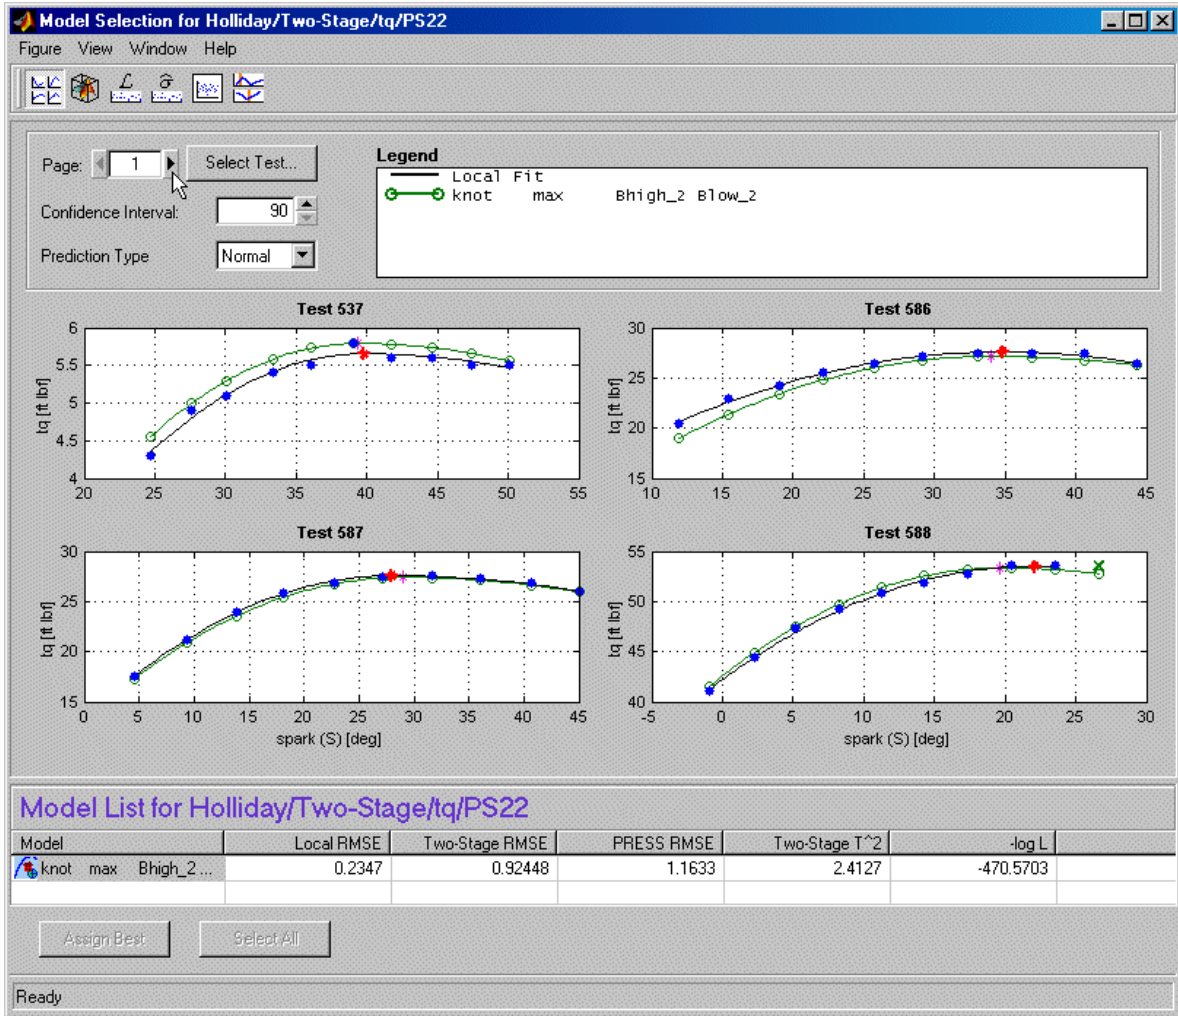 Model Selection for Holliday/Two-Stage/tq/PS22
Figure View Window Help
Page: 1 Select Test...
Confidence Interval: 90
Prediction Type Normal
Legend
Local Fit
knot max Bhigh_2 Blow_2
Test 537
6
5.5
5
4.5
4
tq [ft lbf]
20 25 30 35 40 45 50 55
Test 586
30
25
20
15
tq [ft lbf]
10 15 20 25 30 35 40 45
Test 587
30
25
20
15
tq [ft lbf]
0 5 10 15 20 25 30 35 40 45
spark (S) [deg]
Test 588
55
50
45
40
tq [ft lbf]
-5 0 5 10 15 20 25 30
spark (S) [deg]
Model List for Holliday/Two-Stage/tq/PS22
Model Local RMSE Two-Stage RMSE PRESS RMSE Two-Stage T^2 -log L
knot max Bhigh_2 ... 0.2347 0.92448 1.1633 2.4127 -470.5703
Assign Best Select All
Ready